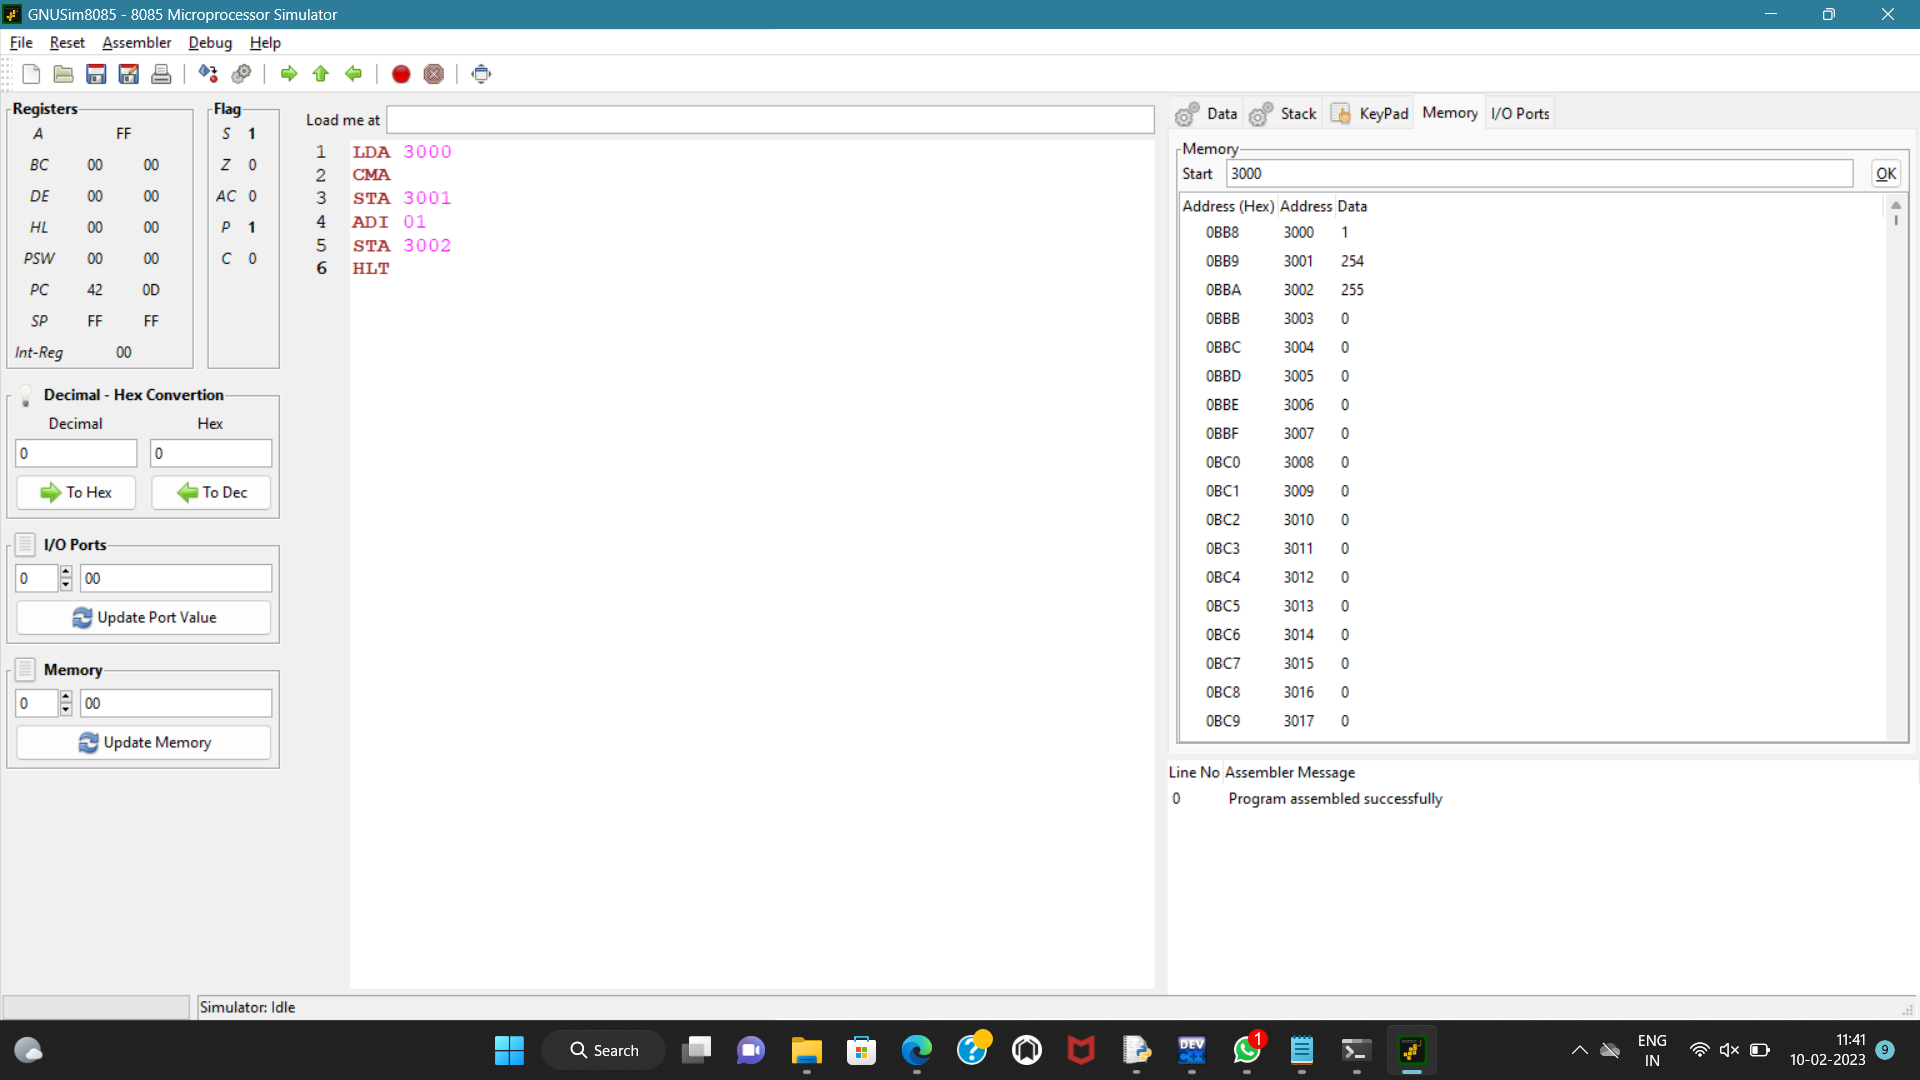 GNUSim8085 - 8085 Microprocessor Simulator
File Reset Assembler Debug Help
Registers
A FF
BC 00 00
DE 00 00
HL 00 00
PSW 00 00
PC 42 0D
SP FF FF
Int-Reg 00
Flag
S 1
Z 0
AC 0
P 1
C 0
Decimal - Hex Convertion
Decimal Hex
0 0
To Hex To Dec
I/O Ports
0 00
Update Port Value
Memory
0 00
Update Memory
Load me at
1 LDA 3000
2 CMA
3 STA 3001
4 ADI 01
5 STA 3002
6 HLT
Data Stack KeyPad Memory I/O Ports
Memory
Start 3000 OK
Address (Hex) Address Data
0BB8 3000 1
0BB9 3001 254
0BBA 3002 255
0BBB 3003 0
0BBC 3004 0
0BBD 3005 0
0BBE 3006 0
0BBF 3007 0
0BC0 3008 0
0BC1 3009 0
0BC2 3010 0
0BC3 3011 0
0BC4 3012 0
0BC5 3013 0
0BC6 3014 0
0BC7 3015 0
0BC8 3016 0
0BC9 3017 0
Line No Assembler Message
0 Program assembled successfully
Simulator: Idle
Search
DEV
C++
1
ENG
IN
11:41
10-02-2023
9